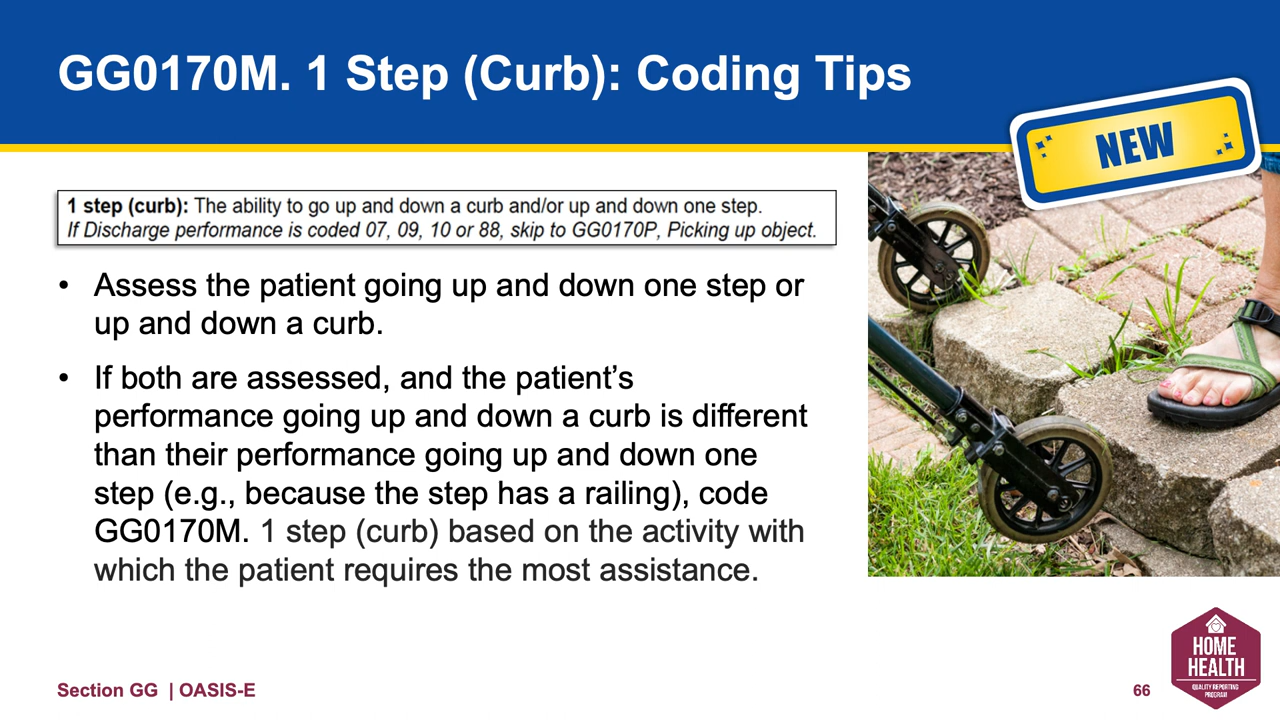 GG0170M. 1 Step (Curb): Coding Tips
NEW
1 step (curb): The ability to go up and down a curb and/or up and down one step.
If Discharge performance is coded 07, 09, 10 or 88, skip to GG0170P, Picking up object.
• Assess the patient going up and down one step or
up and down a curb.
• If both are assessed, and the patient’s
performance going up and down a curb is different
than their performance going up and down one
step (e.g., because the step has a railing), code
GG0170M. 1 step (curb) based on the activity with
which the patient requires the most assistance.
HOME
HEALTH
QUALITY REPORTING
PROGRAM
Section GG | OASIS-E
66